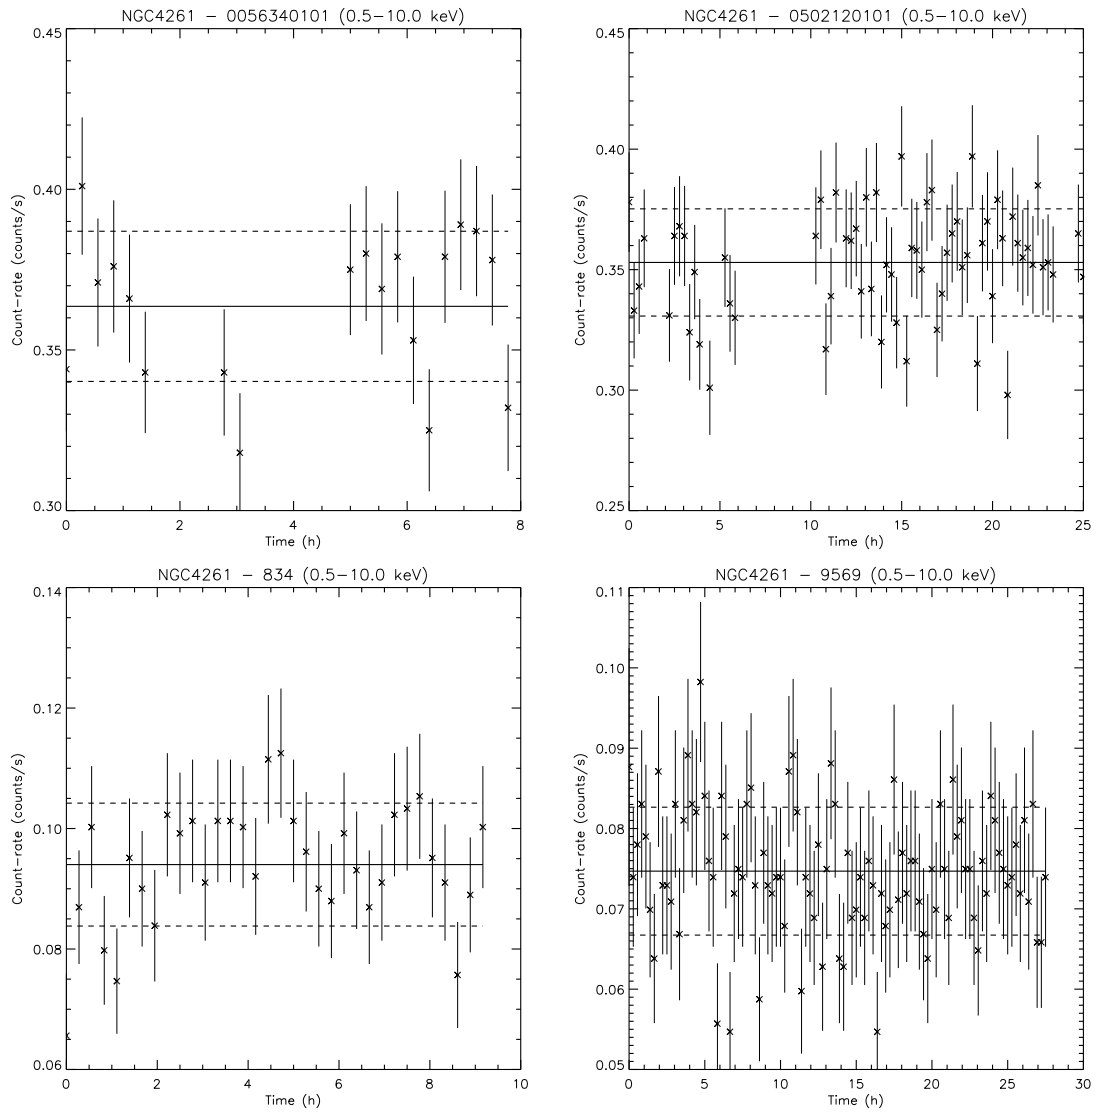 NGC4261 − 0056340101 (0.5−10.0 keV)
Count−rate (counts/s)
0.45
0.40
0.35
0.30
0 2 4 6 8
Time (h)
NGC4261 − 0502120101 (0.5−10.0 keV)
Count−rate (counts/s)
0.45
0.40
0.35
0.30
0.25
0 5 10 15 20 25
Time (h)
NGC4261 − 834 (0.5−10.0 keV)
Count−rate (counts/s)
0.14
0.12
0.10
0.08
0.06
0 2 4 6 8 10
Time (h)
NGC4261 − 9569 (0.5−10.0 keV)
Count−rate (counts/s)
0.11
0.10
0.09
0.08
0.07
0.06
0.05
0 5 10 15 20 25 30
Time (h)